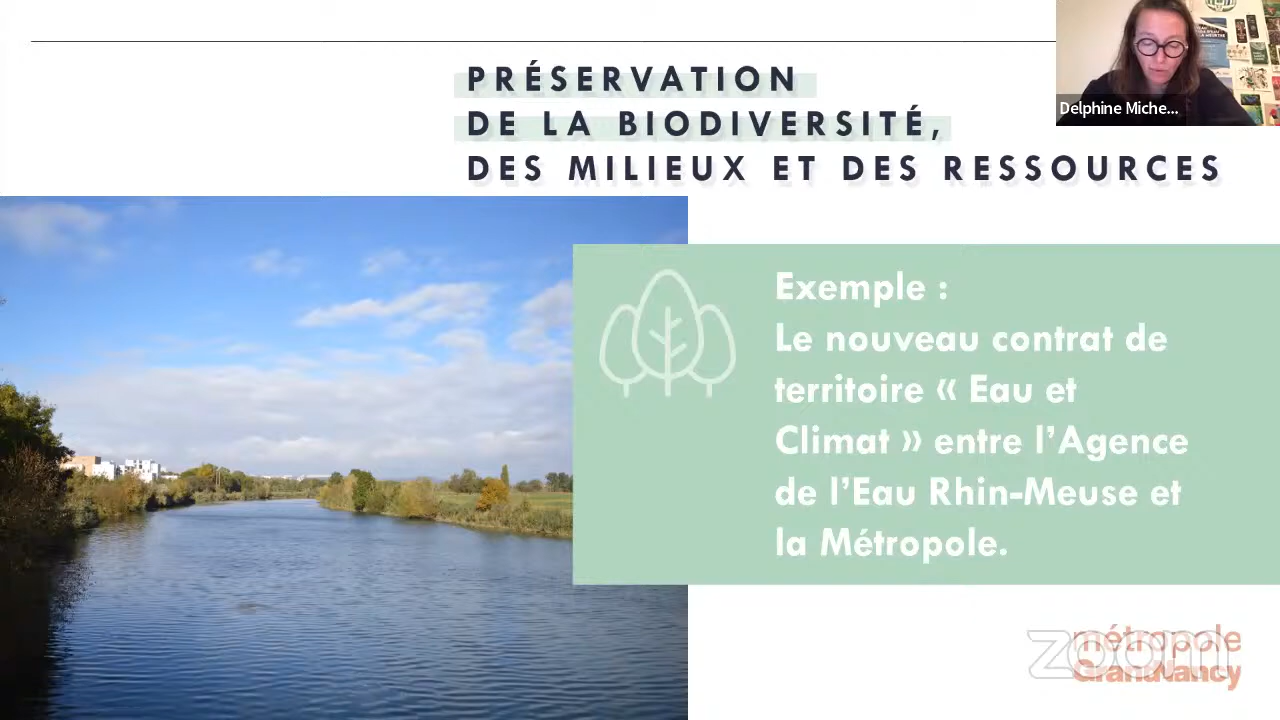 PRÉSERVATION
DE LA BIODIVERSITÉ,
DES MILIEUX ET DES RESSOURCES
Delphine Miche...
Exemple :
Le nouveau contrat de
territoire « Eau et
Climat » entre l’Agence
de l’Eau Rhin-Meuse et
la Métropole.
métropole
GrandNancy
zoom